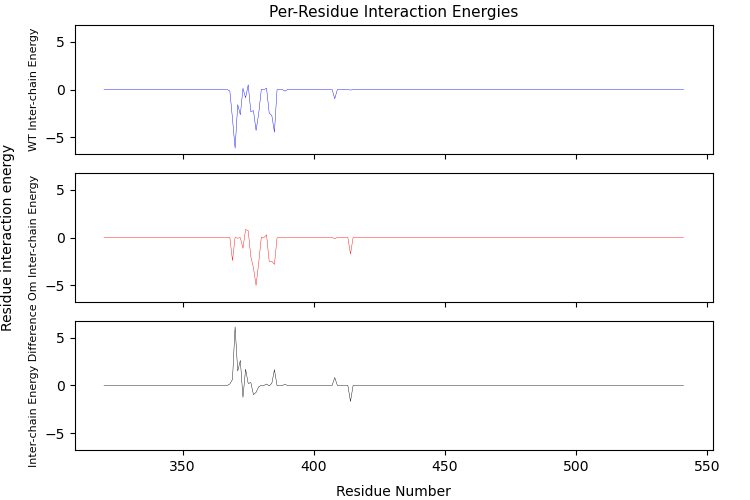 Per-Residue Interaction Energies
Residue interaction energy
WT Inter-chain Energy
5
0
−5
Om Inter-chain Energy
5
0
−5
Inter-chain Energy Difference
5
0
−5
350
400
450
500
550
Residue Number